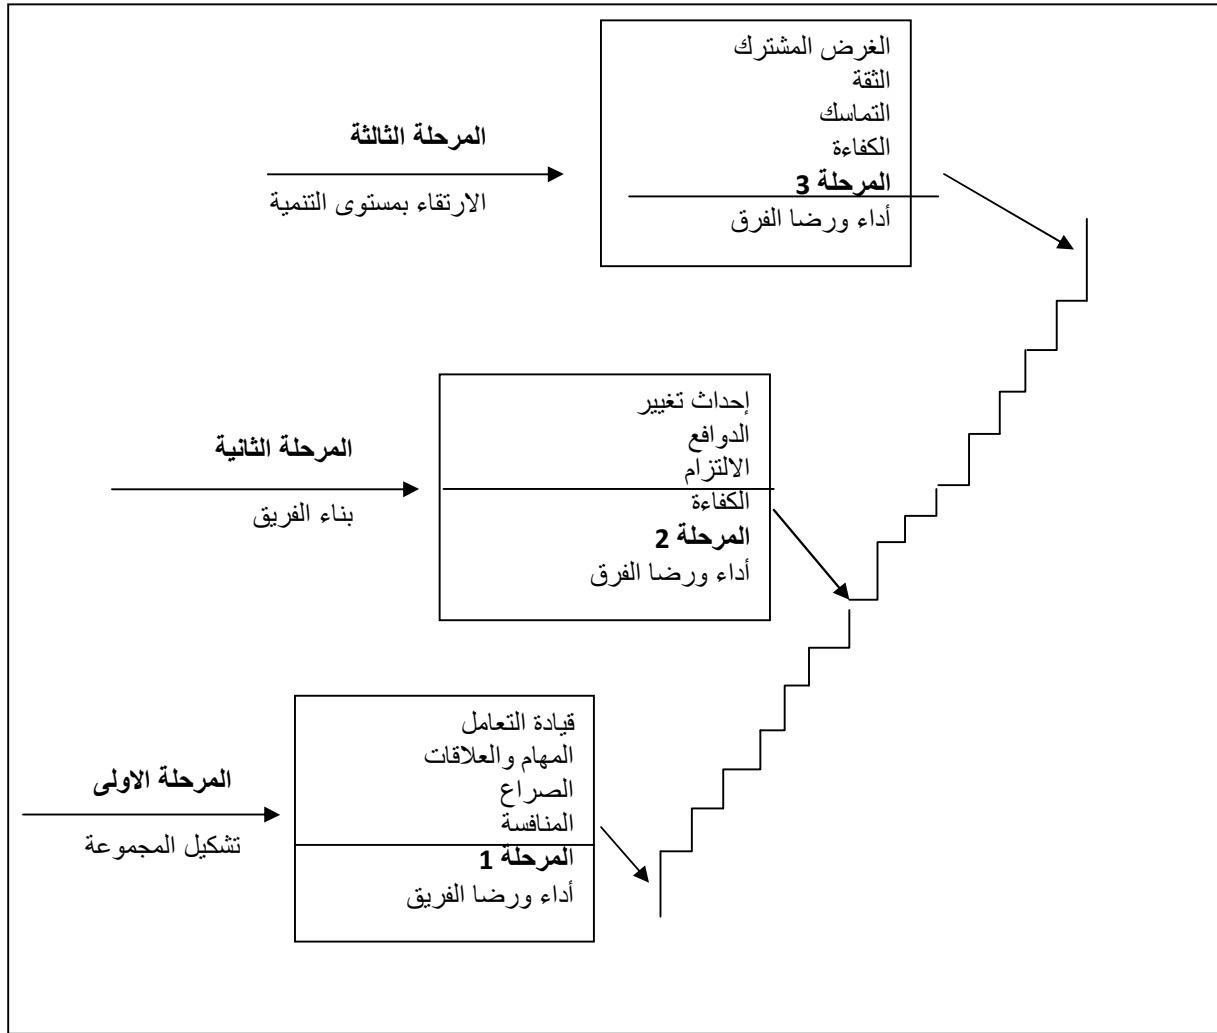 الغرض المشترك
الثقة
التماسك
الكفاءة
المرحلة 3
أداء ورضا الفرق
المرحلة الثالثة
الارتقاء بمستوى التنمية
إحداث تغيير
الدوافع
الالتزام
الكفاءة
المرحلة 2
أداء ورضا الفرق
المرحلة الثانية
بناء الفريق
قيادة التعامل
المهام والعلاقات
الصراع
المنافسة
المرحلة 1
أداء ورضا الفريق
المرحلة الاولى
تشكيل المجموعة